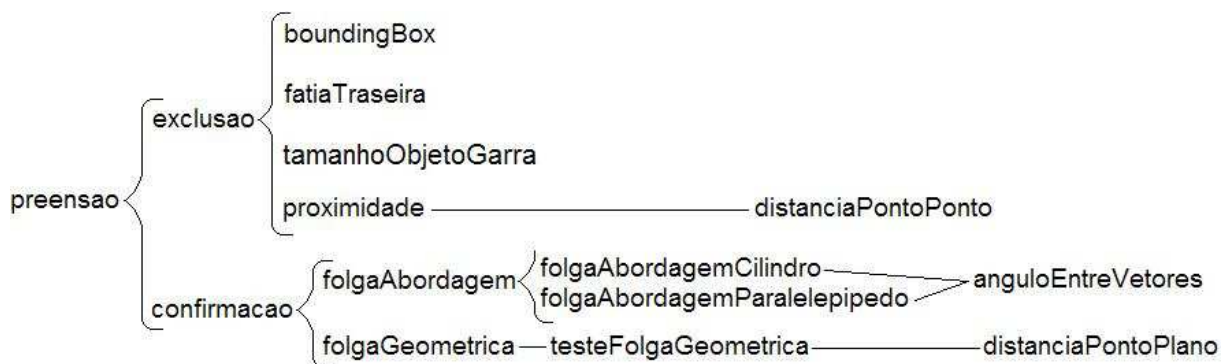 boundingBox
fatiaTraseira
exclusao
tamanhoObjetoGarra
preensao
proximidade
distanciaPontoPonto
folgaAbordagemCilindro
folgaAbordagem
anguloEntreVetores
folgaAbordagemParalelepipedo
confirmacao
folgaGeometrica
testeFolgaGeometrica
distanciaPontoPlano